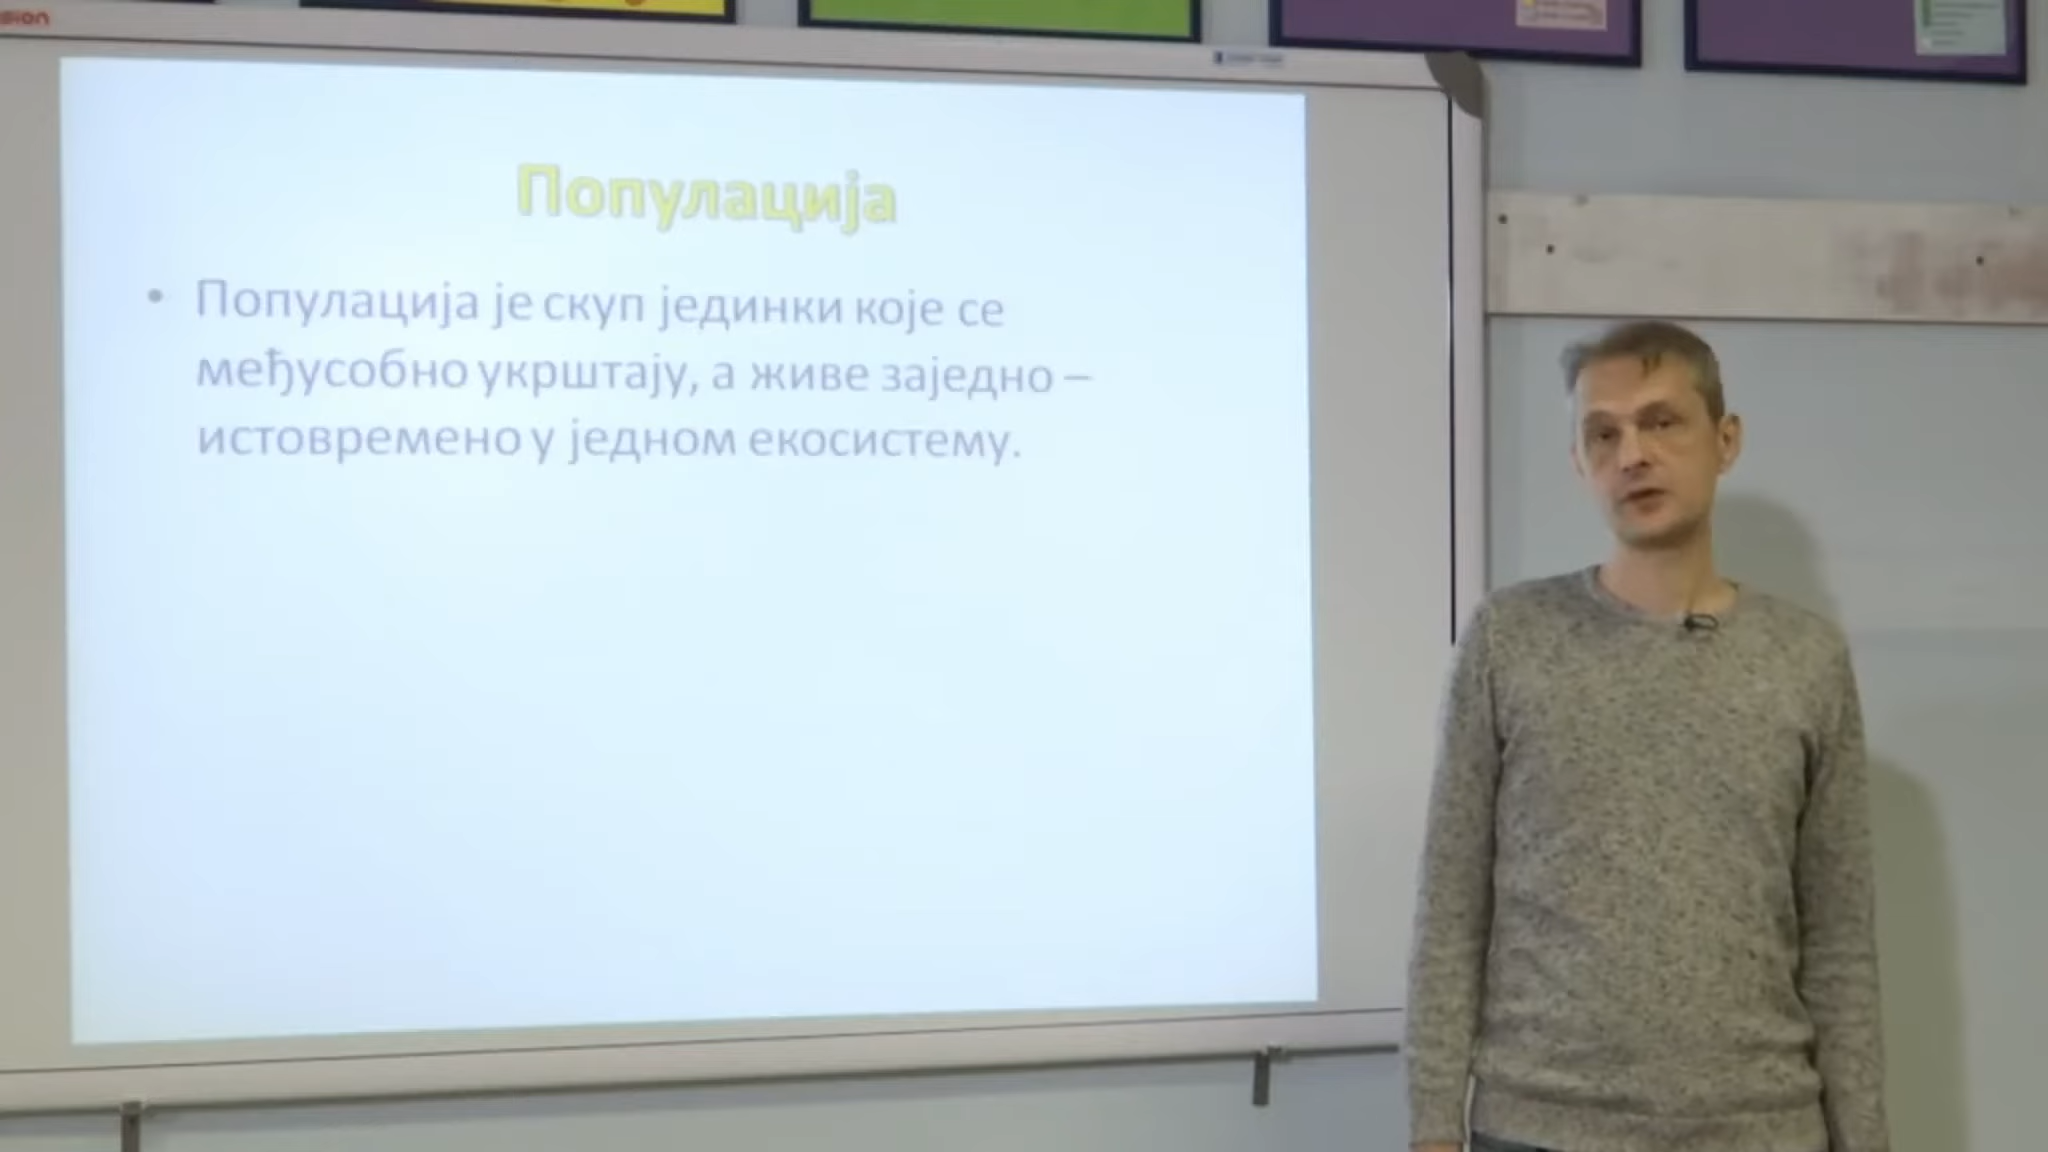 Популација
• Популација је скуп јединки које се
међусобно укрштају, а живе заједно –
истовремено у једном екосистему.